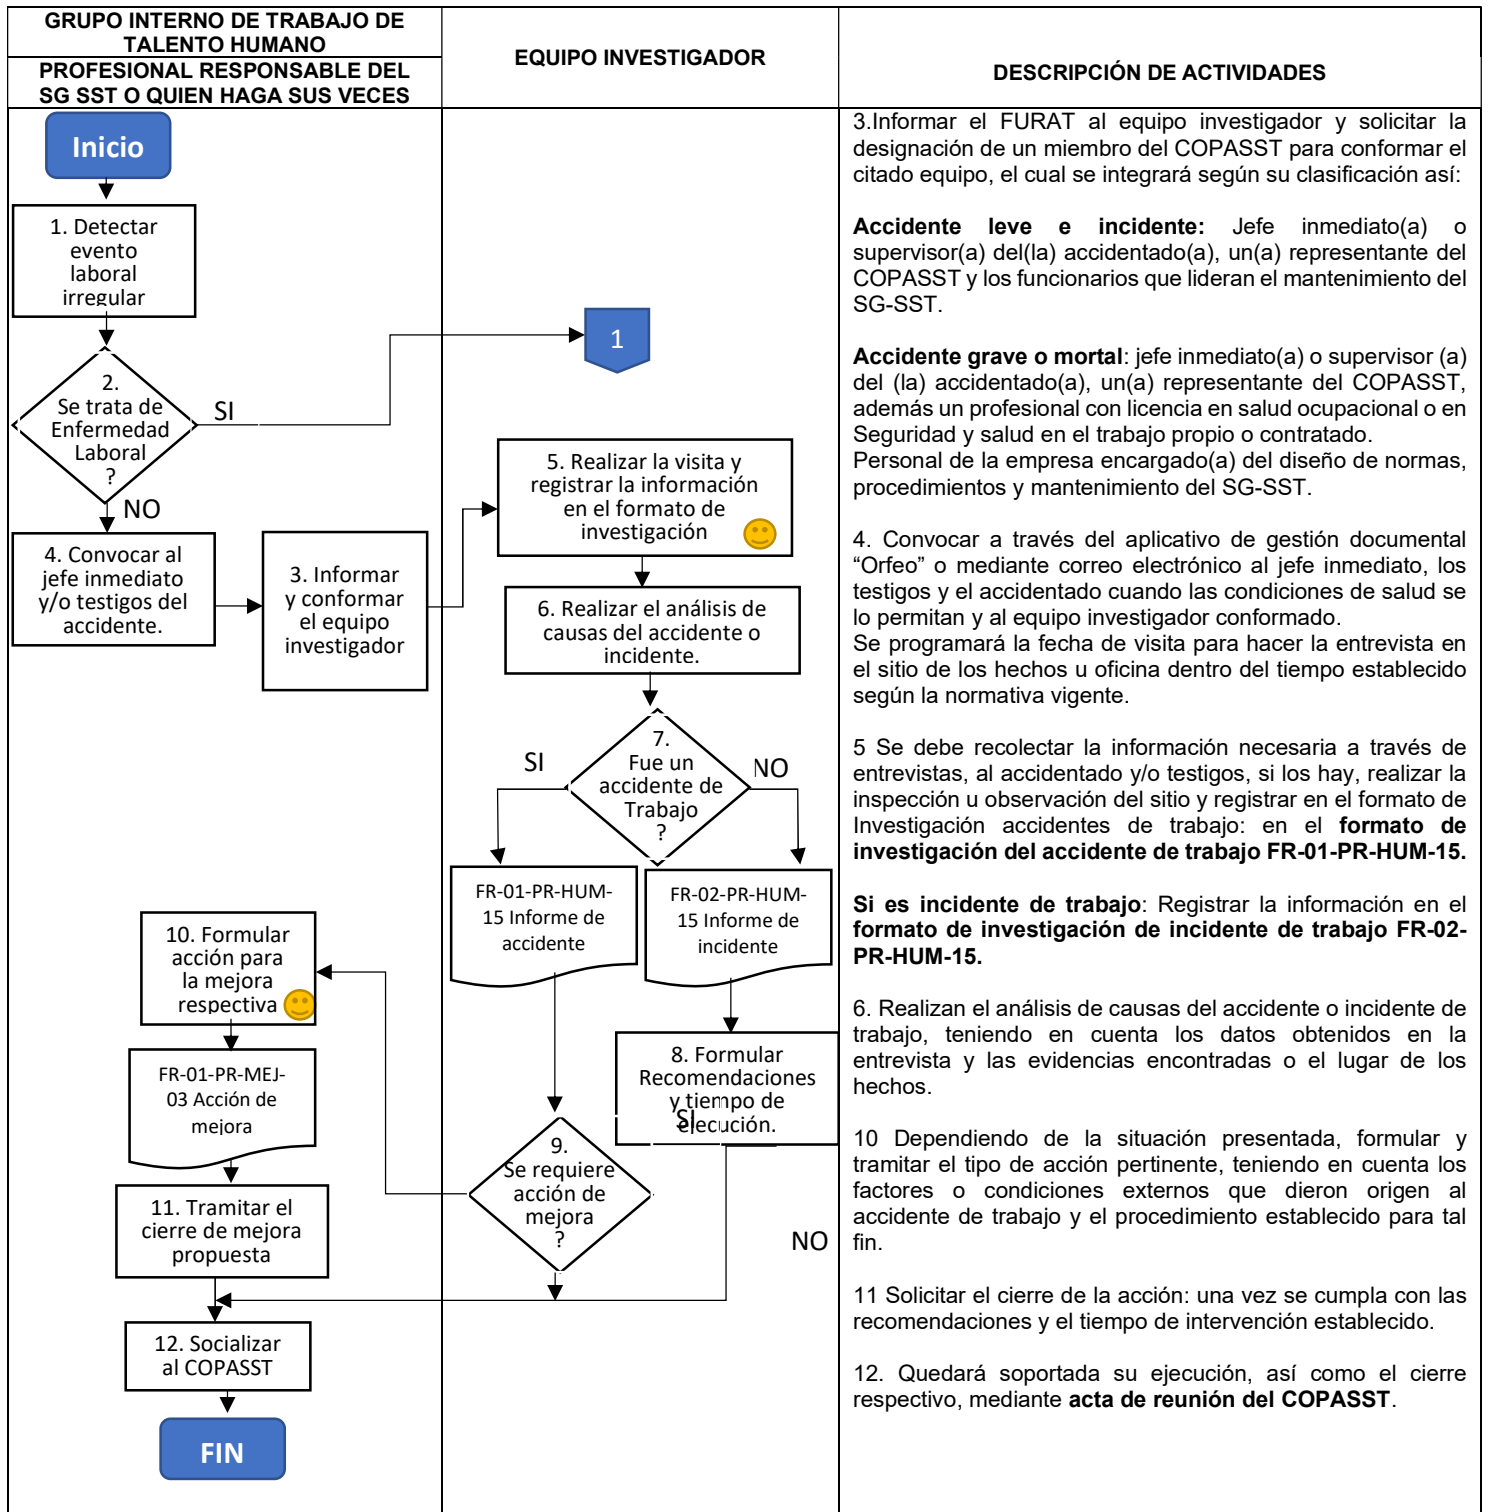 GRUPO INTERNO DE TRABAJO DE
TALENTO HUMANO
PROFESIONAL RESPONSABLE DEL
SG SST O QUIEN HAGA SUS VECES
EQUIPO INVESTIGADOR
DESCRIPCIÓN DE ACTIVIDADES
Inicio
1. Detectar
evento
laboral
irregular
2.
Se trata de
Enfermedad
Laboral
?
SI
NO
1
4. Convocar al
jefe inmediato
y/o testigos del
accidente.
3. Informar
y conformar
el equipo
investigador
5. Realizar la visita y
registrar la información
en el formato de
investigación
6. Realizar el análisis de
causas del accidente o
incidente.
7.
Fue un
accidente de
Trabajo
?
SI
NO
FR-01-PR-HUM-
15 Informe de
accidente
FR-02-PR-HUM-
15 Informe de
incidente
8. Formular
Recomendaciones
y tiempo de
ejecución.
SI
9.
Se requiere
acción de
mejora
?
NO
10. Formular
acción para
la mejora
respectiva
FR-01-PR-MEJ-
03 Acción de
mejora
11. Tramitar el
cierre de mejora
propuesta
12. Socializar
al COPASST
FIN
3.Informar el FURAT al equipo investigador y solicitar la
designación de un miembro del COPASST para conformar el
citado equipo, el cual se integrará según su clasificación así:
Accidente leve e incidente: Jefe inmediato(a) o
supervisor(a) del(la) accidentado(a), un(a) representante del
COPASST y los funcionarios que lideran el mantenimiento del
SG-SST.
Accidente grave o mortal: jefe inmediato(a) o supervisor (a)
del (la) accidentado(a), un(a) representante del COPASST,
además un profesional con licencia en salud ocupacional o en
Seguridad y salud en el trabajo propio o contratado.
Personal de la empresa encargado(a) del diseño de normas,
procedimientos y mantenimiento del SG-SST.
4. Convocar a través del aplicativo de gestión documental
“Orfeo” o mediante correo electrónico al jefe inmediato, los
testigos y el accidentado cuando las condiciones de salud se
lo permitan y al equipo investigador conformado.
Se programará la fecha de visita para hacer la entrevista en
el sitio de los hechos u oficina dentro del tiempo establecido
según la normativa vigente.
5 Se debe recolectar la información necesaria a través de
entrevistas, al accidentado y/o testigos, si los hay, realizar la
inspección u observación del sitio y registrar en el formato de
Investigación accidentes de trabajo: en el formato de
investigación del accidente de trabajo FR-01-PR-HUM-15.
Si es incidente de trabajo: Registrar la información en el
formato de investigación de incidente de trabajo FR-02-
PR-HUM-15.
6. Realizan el análisis de causas del accidente o incidente de
trabajo, teniendo en cuenta los datos obtenidos en la
entrevista y las evidencias encontradas o el lugar de los
hechos.
10 Dependiendo de la situación presentada, formular y
tramitar el tipo de acción pertinente, teniendo en cuenta los
factores o condiciones externos que dieron origen al
accidente de trabajo y el procedimiento establecido para tal
fin.
11 Solicitar el cierre de la acción: una vez se cumpla con las
recomendaciones y el tiempo de intervención establecido.
12. Quedará soportada su ejecución, así como el cierre
respectivo, mediante acta de reunión del COPASST.